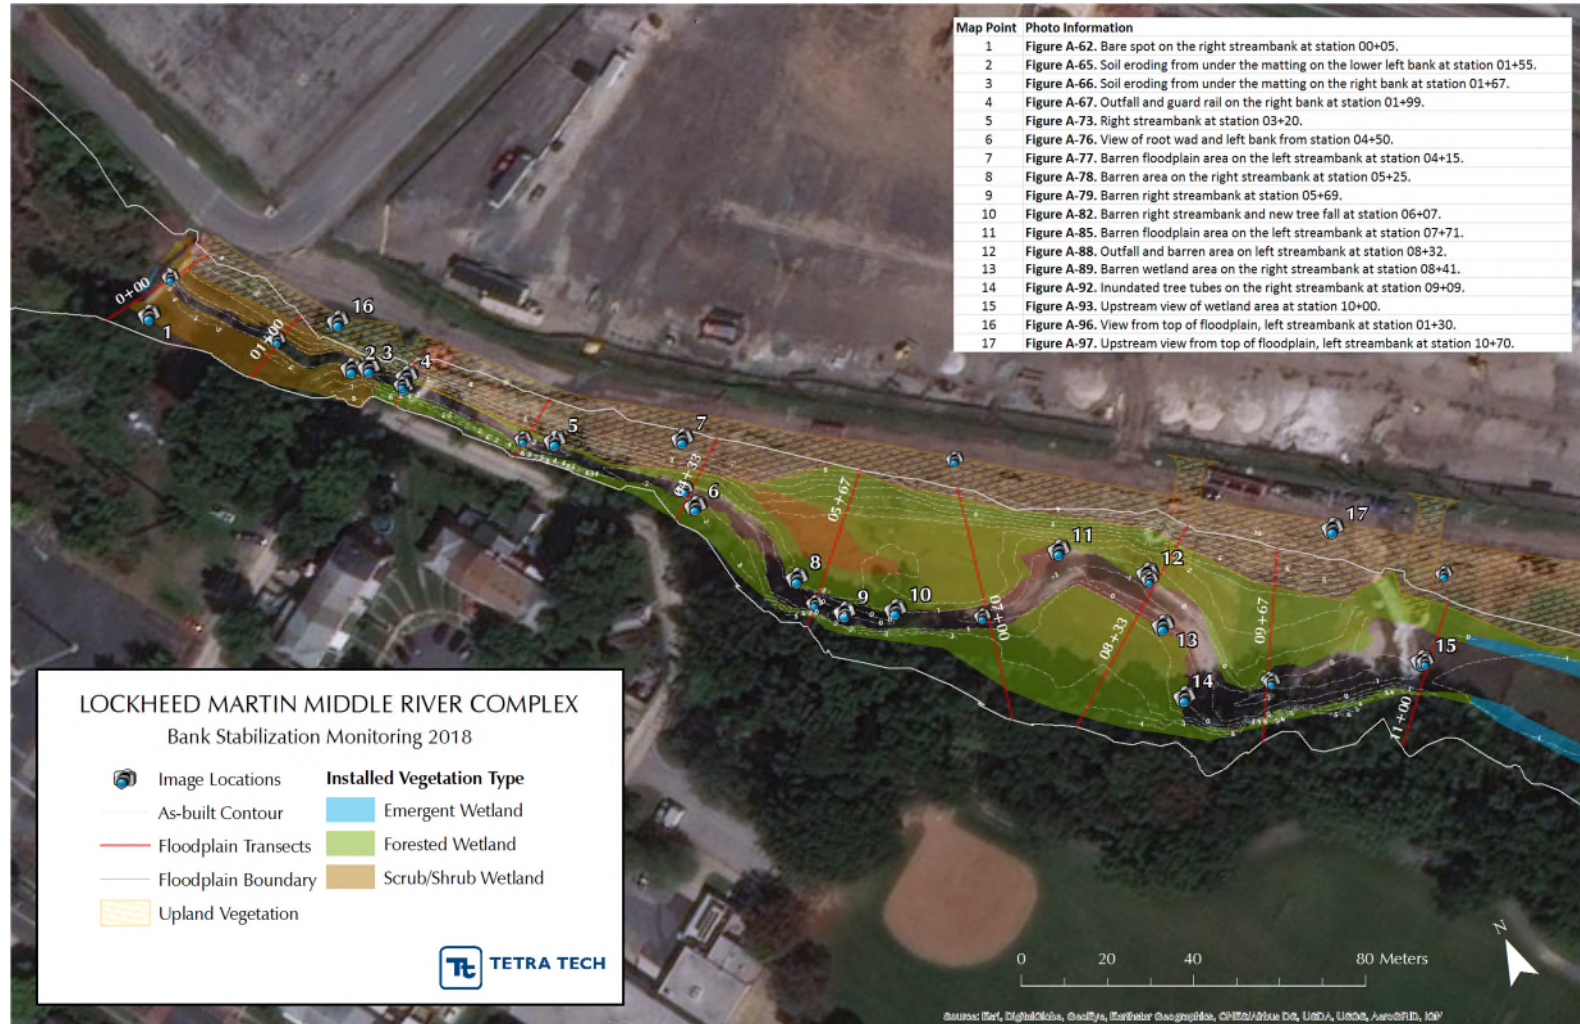 Map Point Photo Information
1 Figure A-62. Bare spot on the right streambank at station 00+05.
2 Figure A-65. Soil eroding from under the matting on the lower left bank at station 01+55.
3 Figure A-66. Soil eroding from under the matting on the right bank at station 01+67.
4 Figure A-67. Outfall and guard rail on the right bank at station 01+99.
5 Figure A-73. Right streambank at station 03+20.
6 Figure A-76. View of root wad and left bank from station 04+50.
7 Figure A-77. Barren floodplain area on the left streambank at station 04+15.
8 Figure A-78. Barren area on the right streambank at station 05+25.
9 Figure A-79. Barren right streambank at station 05+69.
10 Figure A-82. Barren right streambank and new tree fall at station 06+07.
11 Figure A-85. Barren floodplain area on the left streambank at station 07+71.
12 Figure A-88. Outfall and barren area on left streambank at station 08+32.
13 Figure A-89. Barren wetland area on the right streambank at station 08+41.
14 Figure A-92. Inundated tree tubes on the right streambank at station 09+09.
15 Figure A-93. Upstream view of wetland area at station 10+00.
16 Figure A-96. View from top of floodplain, left streambank at station 01+30.
17 Figure A-97. Upstream view from top of floodplain, left streambank at station 10+70.
0+00
1
01+00
16
2
3
4
5
7
6
05+67
8
9
10
07+00
11
12
08+33
13
14
09+67
17
15
11+00
LOCKHEED MARTIN MIDDLE RIVER COMPLEX
Bank Stabilization Monitoring 2018
Image Locations
As-built Contour
Floodplain Transects
Floodplain Boundary
Upland Vegetation
Installed Vegetation Type
Emergent Wetland
Forested Wetland
Scrub/Shrub Wetland
Tt TETRA TECH
0 20 40 80 Meters
N
Source: Esri, DigitalGlobe, GeoEye, Earthstar Geographics, CNES/Airbus DS, USDA, USGS, AeroGRID, IGN